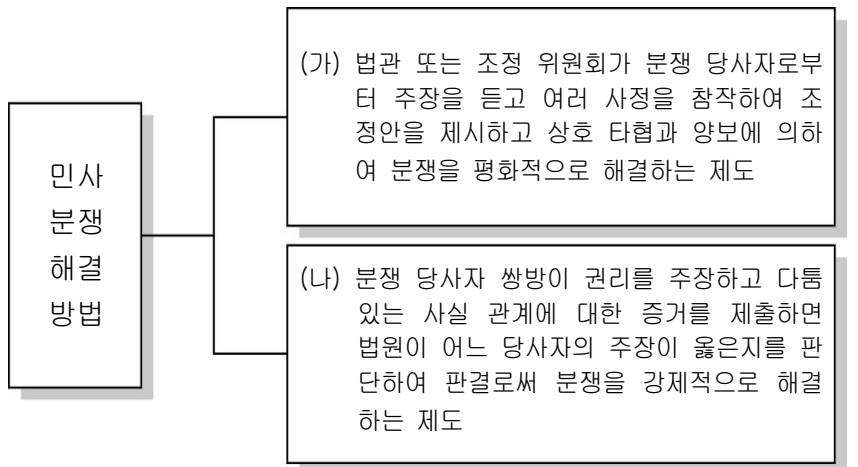 민사
분쟁
해결
방법
(가) 법관 또는 조정 위원회가 분쟁 당사자로부
터 주장을 듣고 여러 사정을 참작하여 조
정안을 제시하고 상호 타협과 양보에 의하
여 분쟁을 평화적으로 해결하는 제도
(나) 분쟁 당사자 쌍방이 권리를 주장하고 다툼
있는 사실 관계에 대한 증거를 제출하면
법원이 어느 당사자의 주장이 옳은지를 판
단하여 판결로써 분쟁을 강제적으로 해결
하는 제도